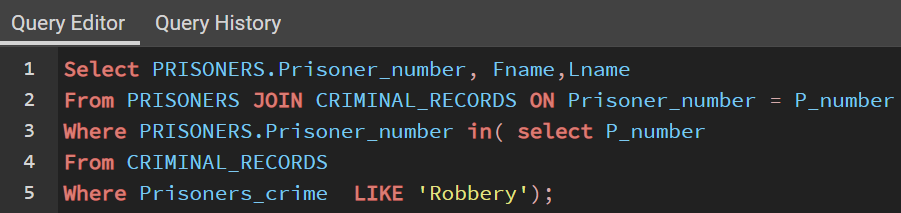 Query Editor Query History
1 Select PRISONERS.Prisoner_number, Fname,Lname
2 From PRISONERS JOIN CRIMINAL_RECORDS ON Prisoner_number = P_number
3 Where PRISONERS.Prisoner_number in( select P_number
4 From CRIMINAL_RECORDS
5 Where Prisoners_crime  LIKE 'Robbery');